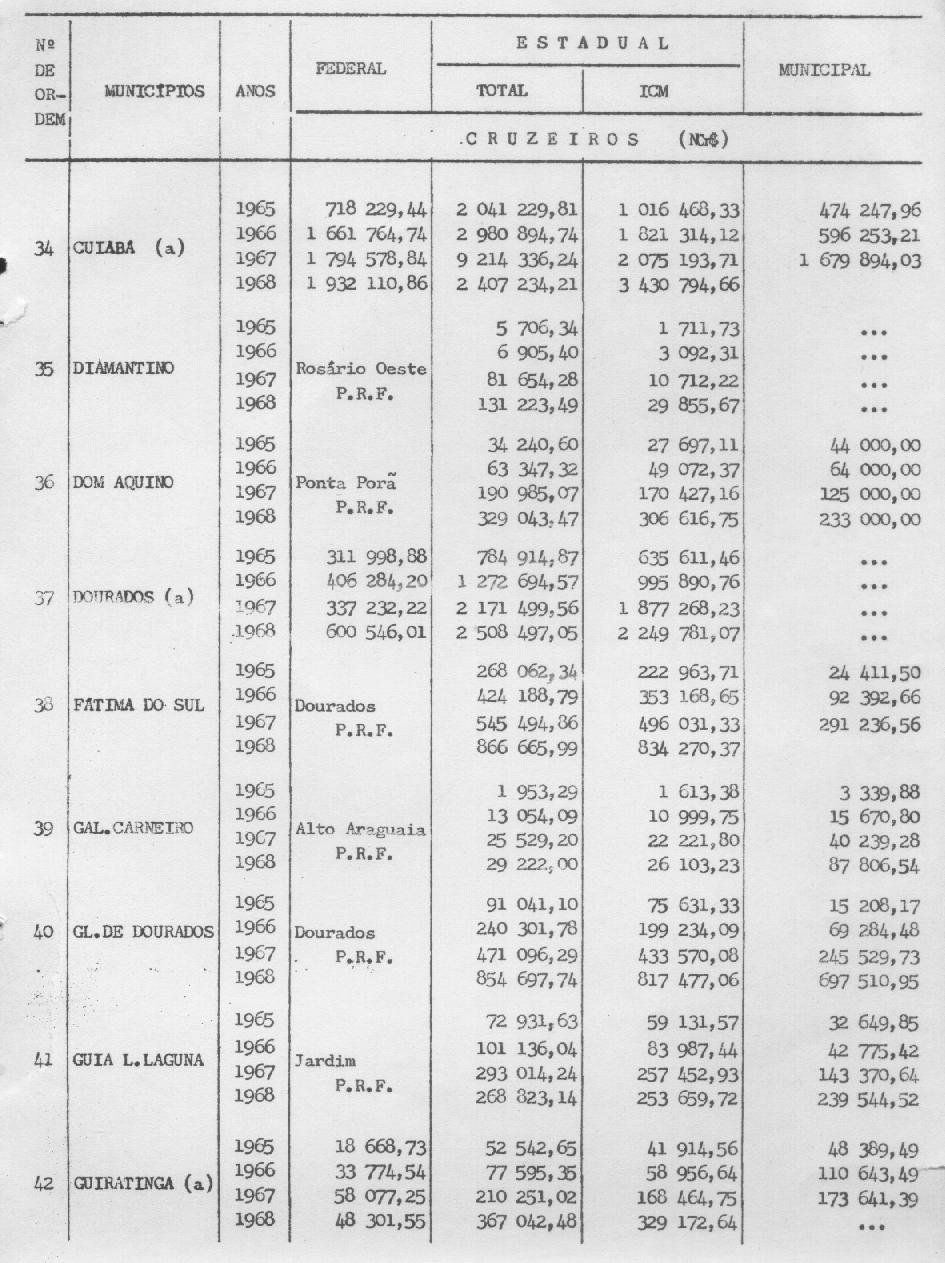 Nº
DE
OR-
DEM
MUNICÍPIOS
ANOS
FEDERAL
ESTADUAL
TOTAL
ICM
MUNICIPAL
CRUZEIROS (NCr$)
1965 718 229,44 2 041 229,81 1 016 468,33 474 247,96
1966 1 661 764,74 2 980 894,74 1 821 314,12 596 253,21
34 CUIABA (a)
1967 1 794 578,84 9 214 336,24 2 075 193,71 1 679 894,03
1968 1 932 110,86 2 407 234,21 3 430 794,66
1965 5 706,34 1 711,73 ...
1966 6 905,40 3 092,31 ...
35 DIAMANTINO Rosário Oeste
1967 81 654,28 10 712,22 ...
P.R.F.
1968 131 223,49 29 855,67 ...
1965 34 240,60 27 697,11 44 000,00
1966 63 347,32 49 072,37 64 000,00
36 DOM AQUINO Ponta Porã
1967 190 985,07 170 427,16 125 000,00
P.R.F.
1968 329 043,47 306 616,75 233 000,00
1965 311 998,88 784 914,87 635 611,46 ...
1966 406 284,20 1 272 694,57 995 890,76 ...
37 DOURADOS (a)
1967 337 232,22 2 171 499,56 1 877 268,23 ...
1968 600 546,01 2 508 497,05 2 249 781,07 ...
1965 268 062,34 222 963,71 24 411,50
1966 424 188,79 353 168,65 92 392,66
38 FATIMA DO SUL Dourados
1967 545 494,86 496 031,33 291 236,56
P.R.F.
1968 866 665,99 834 270,37
1965 1 953,29 1 613,38 3 339,88
1966 13 054,09 10 999,75 15 670,80
39 GAL.CARNEIRO Alto Araguaia
1967 25 529,20 22 221,80 40 239,28
P.R.F.
1968 29 222,00 26 103,23 87 806,54
1965 91 041,10 75 631,33 15 208,17
1966 240 301,78 199 234,09 69 284,48
40 GL.DE DOURADOS Dourados
1967 P.R.F. 471 096,29 433 570,08 245 529,73
1968 854 697,74 817 477,06 697 510,95
1965 72 931,63 59 131,57 32 649,85
1966 101 136,04 83 987,44 42 775,42
41 GUIA L.LAGUNA Jardim
1967 293 014,24 257 452,93 143 370,64
P.R.F.
1968 268 823,14 253 659,72 239 544,52
1965 18 668,73 52 542,65 41 914,56 48 389,49
1966 33 774,54 77 595,35 58 956,64 110 643,49
42 GUIRATINGA (a)
1967 58 077,25 210 251,02 168 464,75 173 641,39
1968 48 301,55 367 042,48 329 172,64 ...